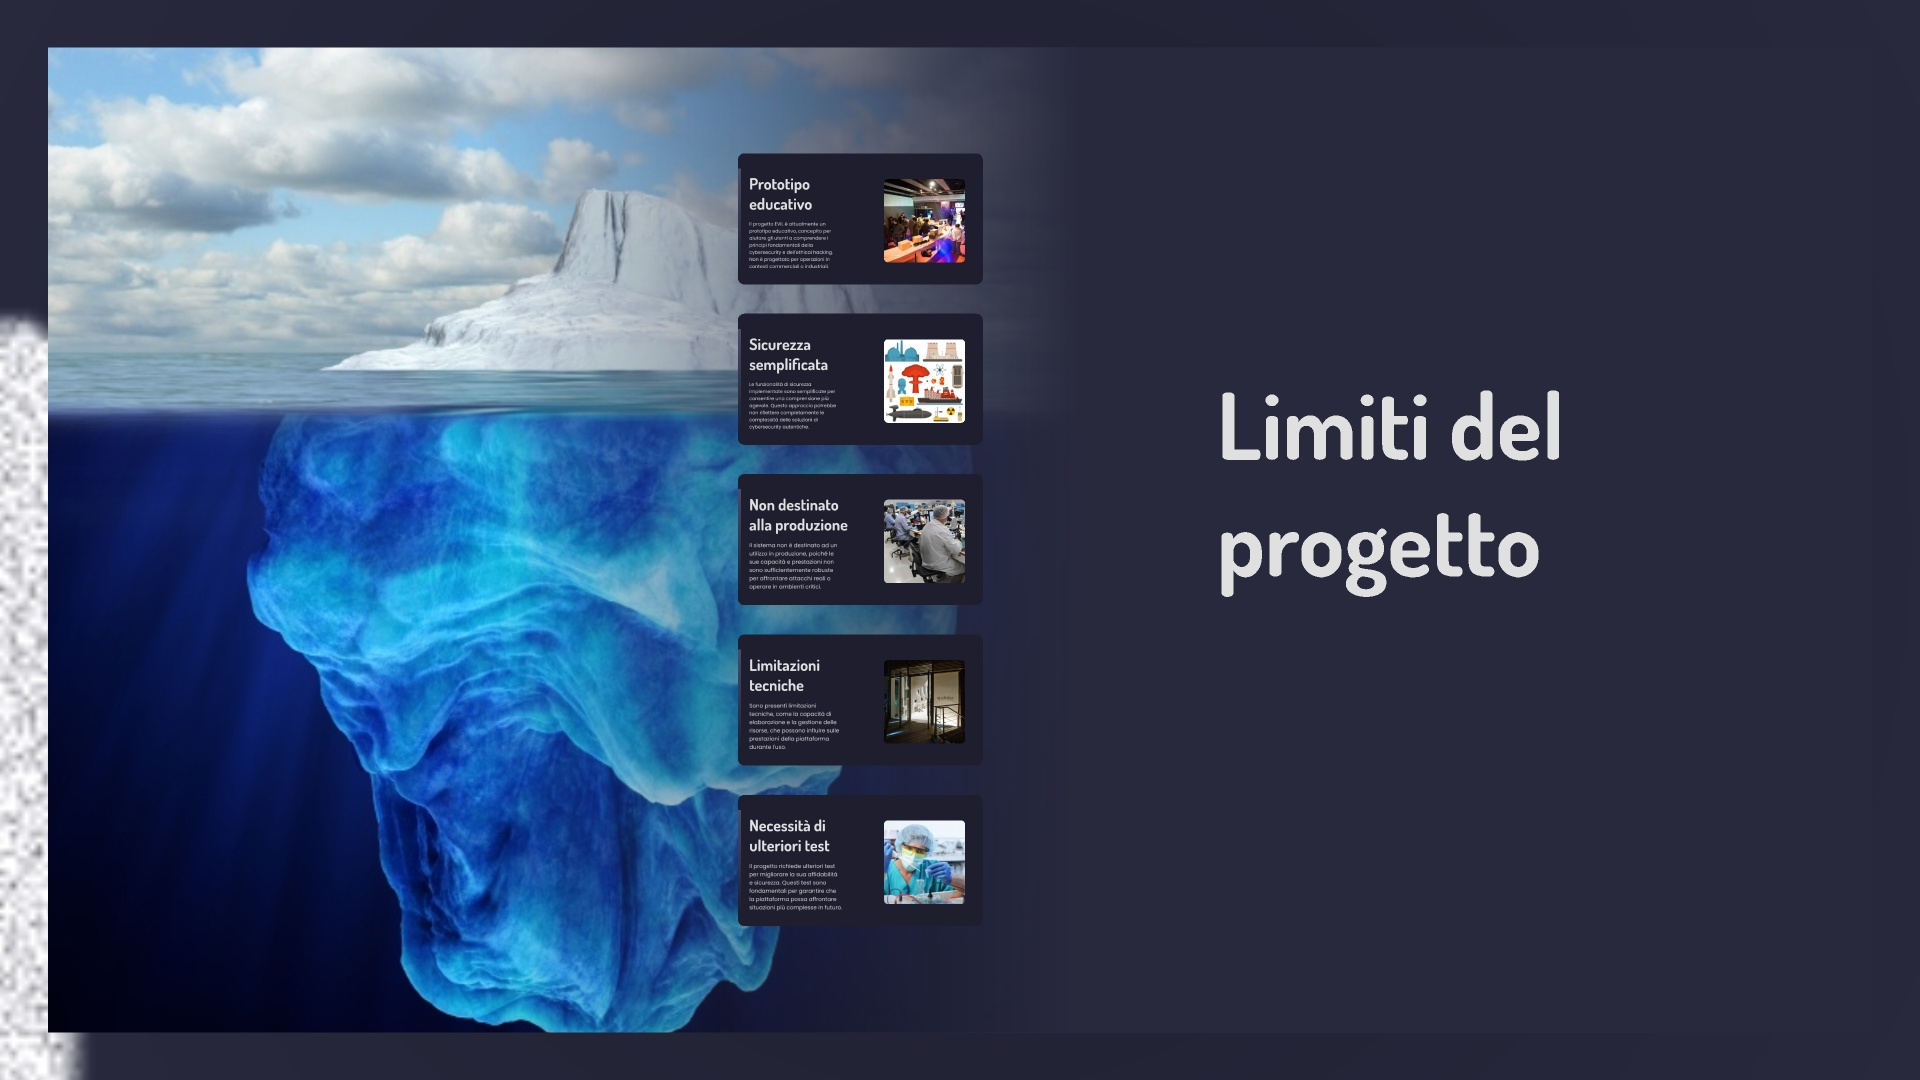 Prototipo
educativo
Il progetto EVIL è attualmente un
prototipo educativo, concepito per
aiutare gli utenti a comprendere i
principi fondamentali della
cybersecurity e dell'ethical hacking.
Non è progettato per operazioni in
contesti commerciali o industriali.
Sicurezza
semplificata
Le funzionalità di sicurezza
implementate sono semplificate per
consentire una comprensione più
agevole. Questo approccio potrebbe
non riflettere completamente le
complessità delle soluzioni di
cybersecurity autentiche.
Non destinato
alla produzione
Il sistema non è destinato ad un
utilizzo in produzione, poiché le
sue capacità e prestazioni non
sono sufficientemente robuste
per affrontare attacchi reali o
operare in ambienti critici.
Limitazioni
tecniche
Sono presenti limitazioni
tecniche, come la capacità di
elaborazione e la gestione delle
risorse, che possono influire sulle
prestazioni della piattaforma
durante l'uso.
Necessità di
ulteriori test
Il progetto richiede ulteriori test
per migliorare la sua affidabilità
e sicurezza. Questi test sono
fondamentali per garantire che
la piattaforma possa affrontare
situazioni più complesse in futuro.
Limiti del
progetto